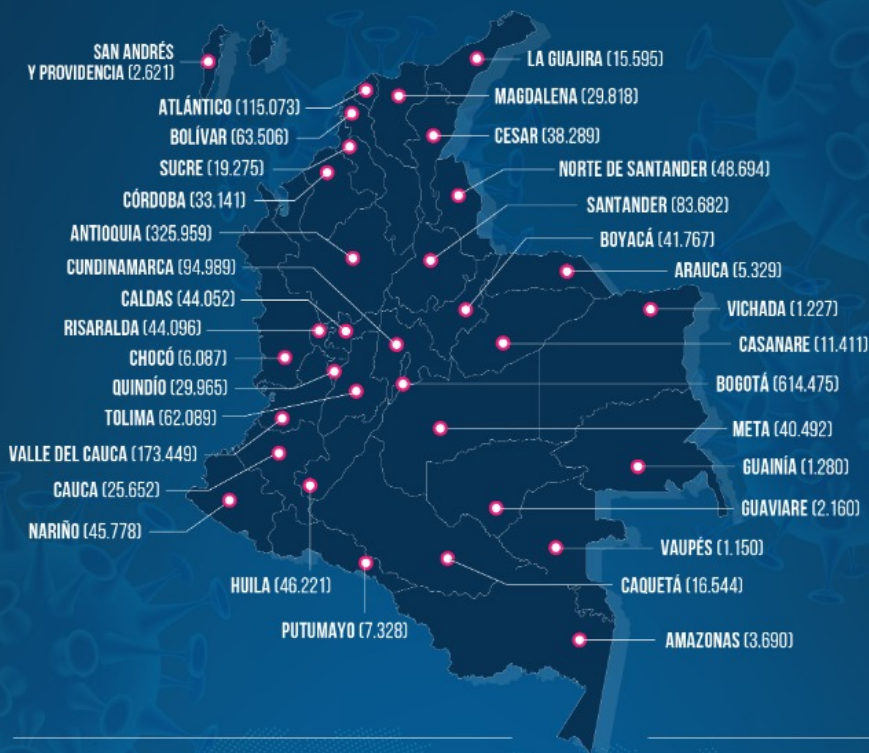 SAN ANDRÉS
Y PROVIDENCIA (2.621)
ATLÁNTICO (115.073)
BOLÍVAR (63.506)
SUCRE (19.275)
CÓRDOBA (33.141)
ANTIOQUIA (325.959)
CUNDINAMARCA (94.989)
CALDAS (44.052)
RISARALDA (44.096)
CHOCÓ (6.087)
QUINDÍO (29.965)
TOLIMA (62.089)
VALLE DEL CAUCA (173.449)
CAUCA (25.652)
NARIÑO (45.778)
HUILA (46.221)
PUTUMAYO (7.328)
LA GUAJIRA (15.595)
MAGDALENA (29.818)
CESAR (38.289)
NORTE DE SANTANDER (48.694)
SANTANDER (83.682)
BOYACÁ (41.767)
ARAUCA (5.329)
VICHADA (1.227)
CASANARE (11.411)
BOGOTÁ (614.475)
META (40.492)
GUAINÍA (1.280)
GUAVIARE (2.160)
VAUPÉS (1.150)
CAQUETÁ (16.544)
AMAZONAS (3.690)